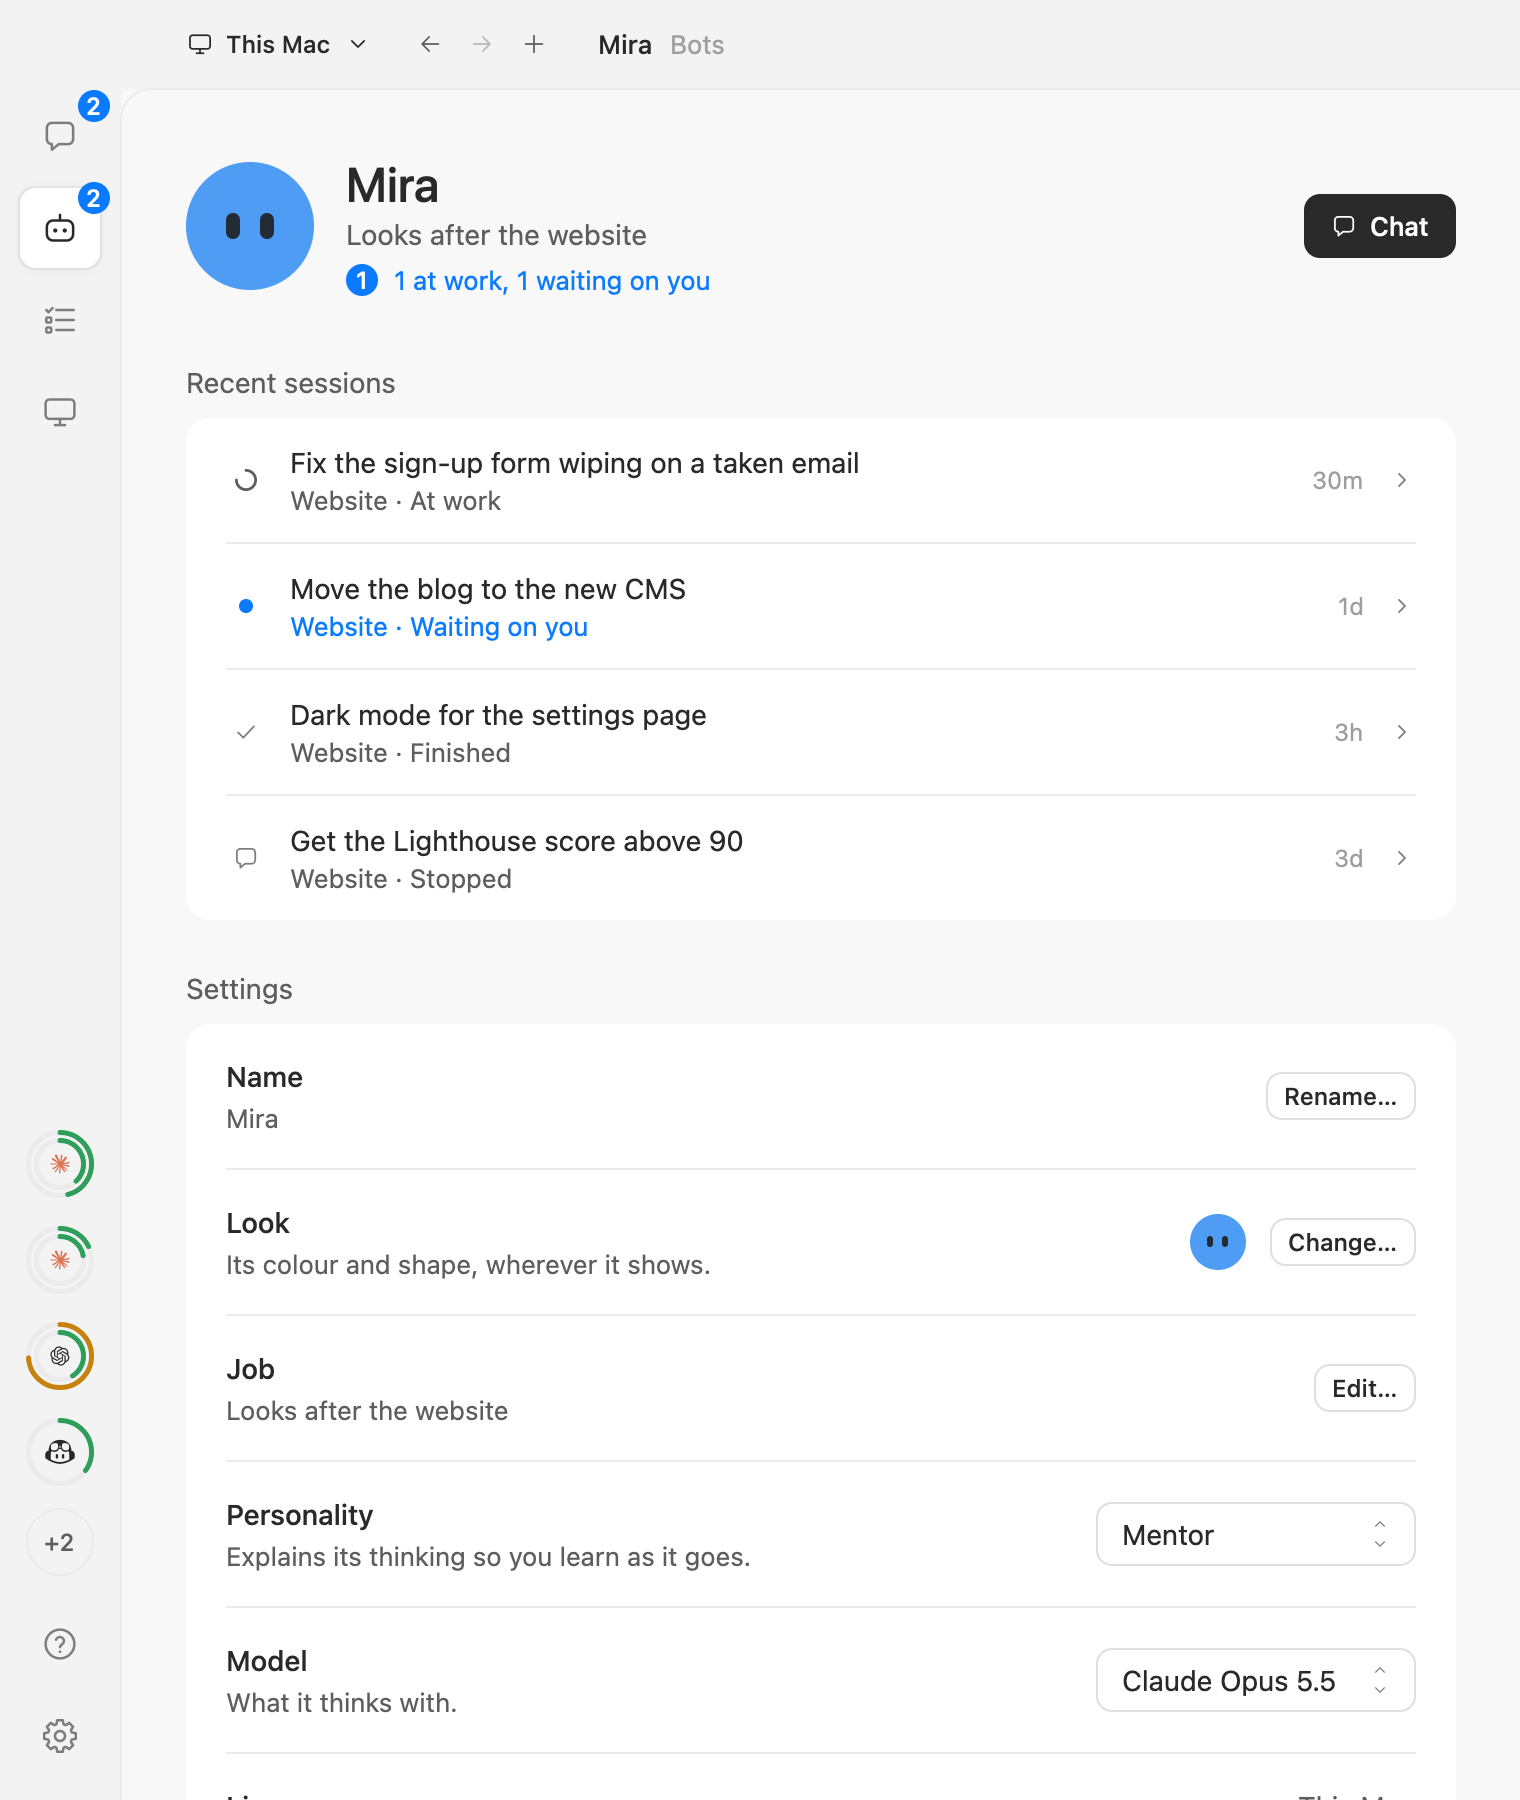 This Mac
Mira Bots
2
2
Mira
Looks after the website
1 1 at work, 1 waiting on you
Chat
Recent sessions
Fix the sign-up form wiping on a taken email
Website · At work
30m
Move the blog to the new CMS
Website · Waiting on you
1d
Dark mode for the settings page
Website · Finished
3h
Get the Lighthouse score above 90
Website · Stopped
3d
Settings
Name
Mira
Rename...
Look
Its colour and shape, wherever it shows.
Change...
Job
Looks after the website
Edit...
Personality
Explains its thinking so you learn as it goes.
Mentor
Model
What it thinks with.
Claude Opus 5.5
+2